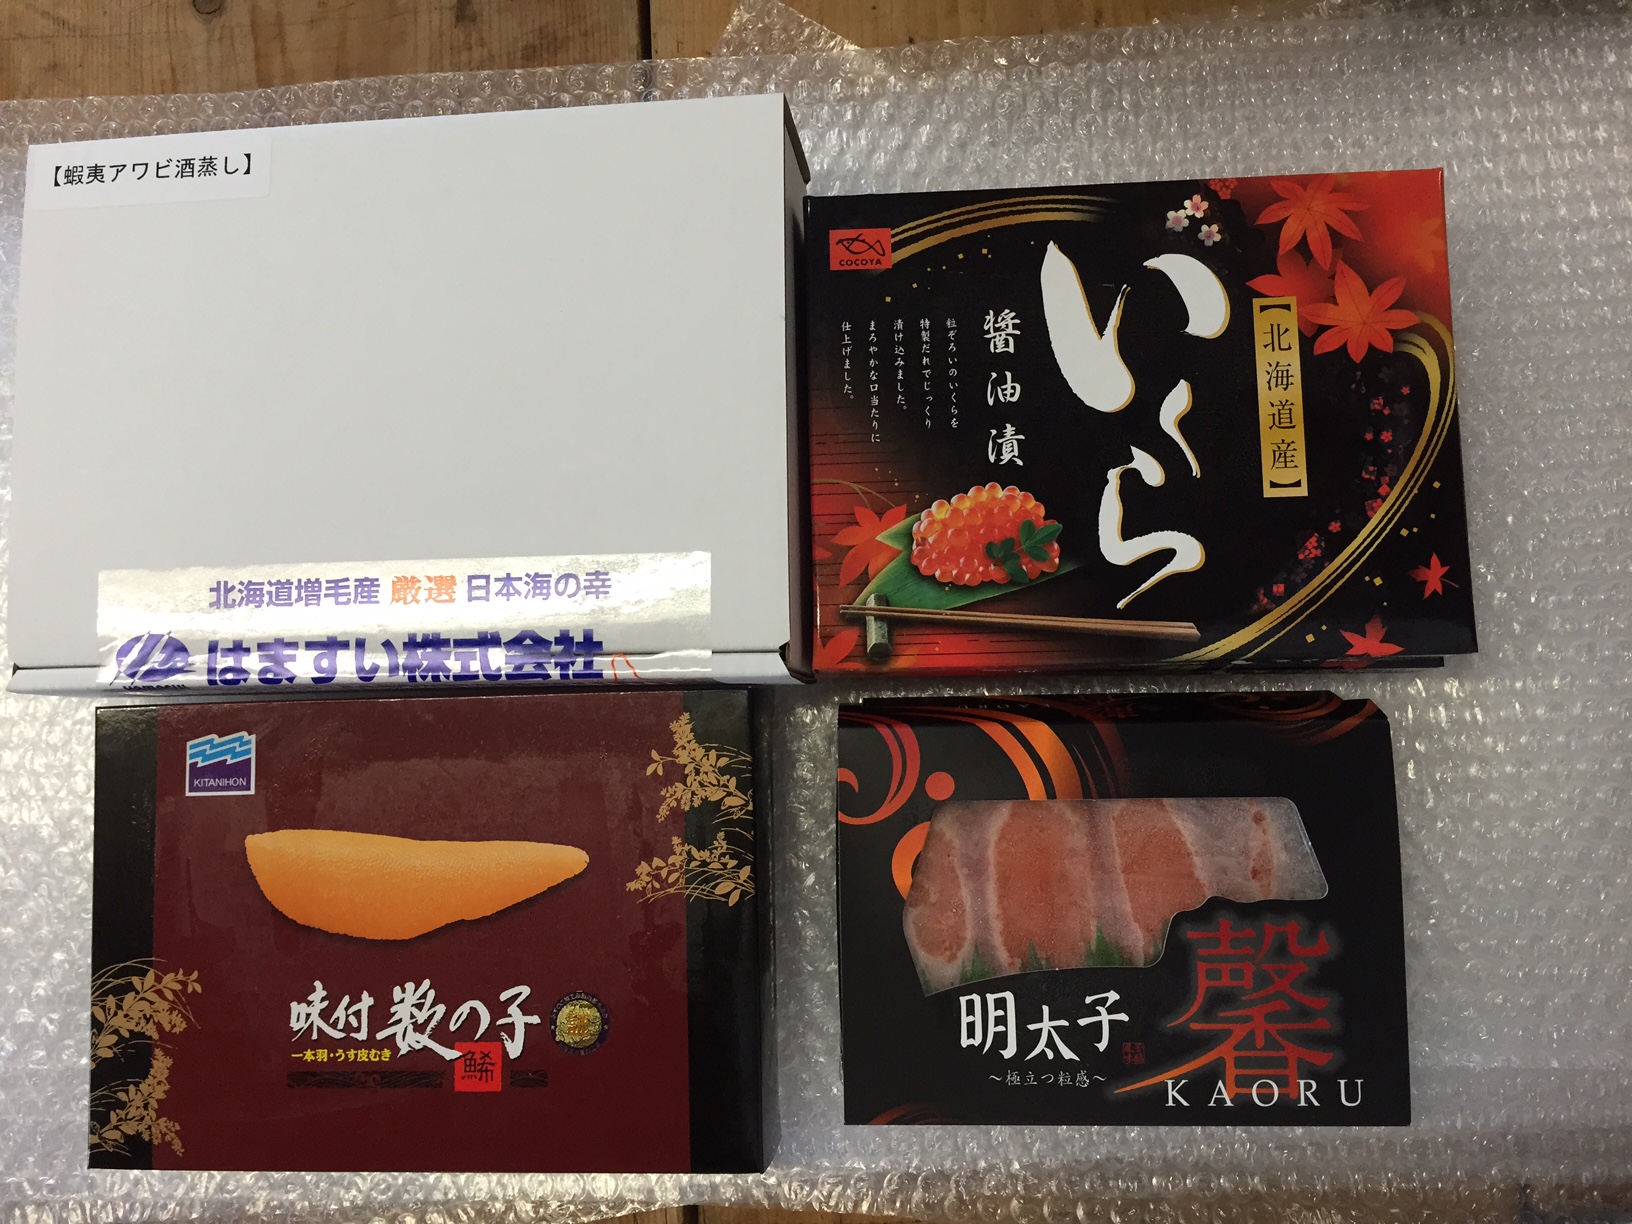 【蝦夷アワビ酒蒸し】
北海道増毛産 厳選 日本海の幸
はますい株式会社
COCOYA
【北海道産】
いくら
醤油漬
粒ぞろいのいくらを
特製だれでじっくり
漬け込みました。
まろやかな口当たりに
仕上げました。
KITANIHON
味付数の子
一本羽・うす皮むき
鯑
KAORU
明太子
～極立つ粒感～
馨
KAORU